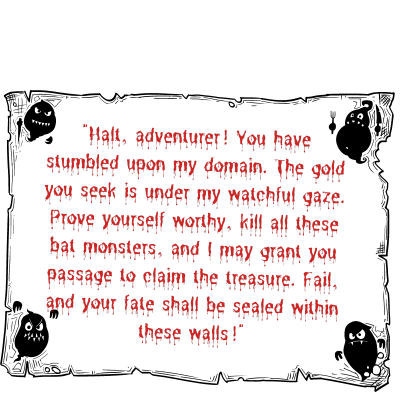 "Halt, adventurer! You have
stumbled upon my domain. The gold
you seek is under my watchful gaze.
Prove yourself worthy, kill all these
bat monsters, and I may grant you
passage to claim the treasure. Fail,
and your fate shall be sealed within
these walls!"